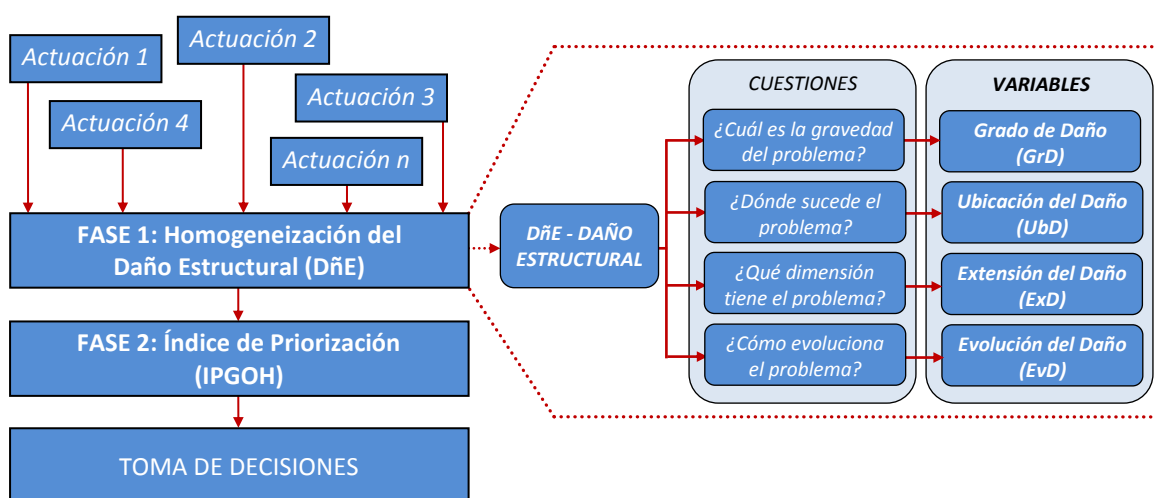 Actuación 1
Actuación 2
Actuación 3
Actuación 4
Actuación n
FASE 1: Homogeneización del
Daño Estructural (DñE)
FASE 2: Índice de Priorización
(IPGOH)
TOMA DE DECISIONES
DñE - DAÑO
ESTRUCTURAL
CUESTIONES
¿Cuál es la gravedad
del problema?
¿Dónde sucede el
problema?
¿Qué dimensión
tiene el problema?
¿Cómo evoluciona
el problema?
VARIABLES
Grado de Daño
(GrD)
Ubicación del Daño
(UbD)
Extensión del Daño
(ExD)
Evolución del Daño
(EvD)